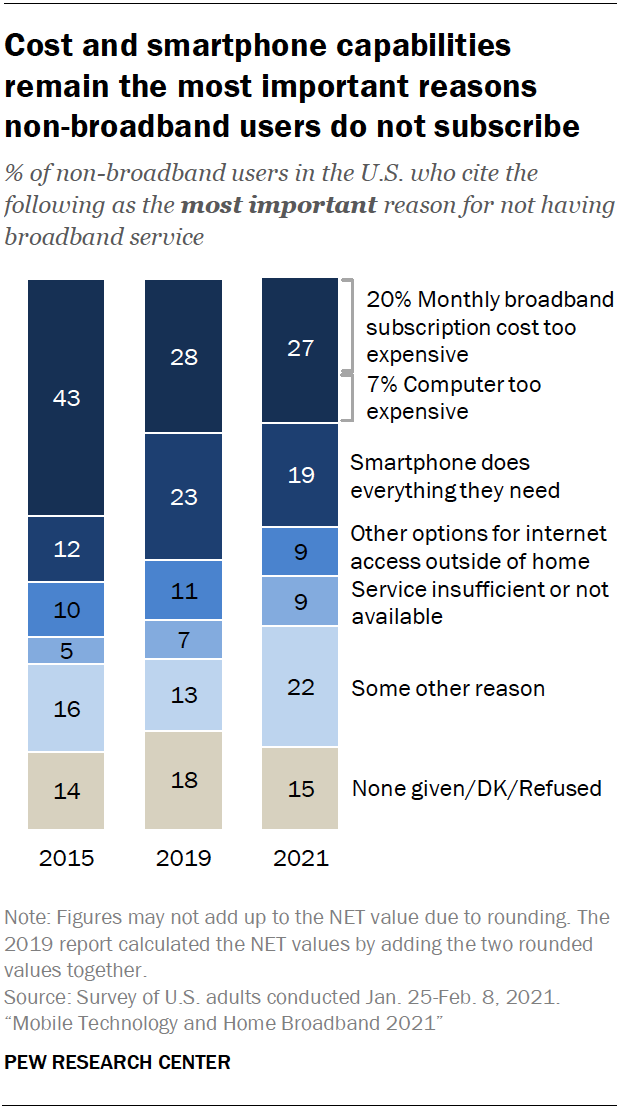 Cost and smartphone capabilities
remain the most important reasons
non-broadband users do not subscribe
% of non-broadband users in the U.S. who cite the
following as the most important reason for not having
broadband service
43
12
10
5
16
14
28
23
11
7
13
18
27
19
9
9
22
15
20% Monthly broadband
subscription cost too
expensive
7% Computer too
expensive
Smartphone does
everything they need
Other options for internet
access outside of home
Service insufficient or not
available
Some other reason
None given/DK/Refused
2015
2019
2021
Note: Figures may not add up to the NET value due to rounding. The
2019 report calculated the NET values by adding the two rounded
values together.
Source: Survey of U.S. adults conducted Jan. 25-Feb. 8, 2021.
“Mobile Technology and Home Broadband 2021”
PEW RESEARCH CENTER